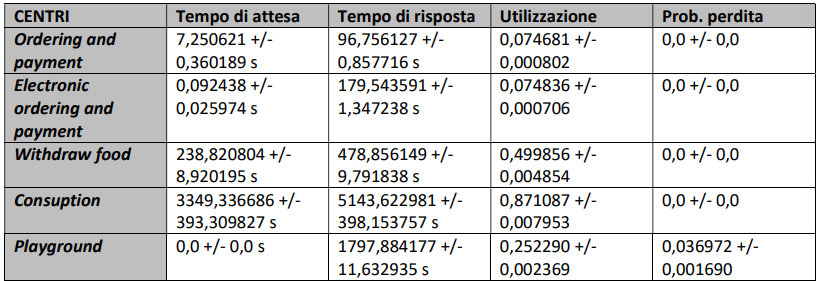 CENTRI Tempo di attesa Tempo di risposta Utilizzazione Prob. perdita
Ordering and 7,250621 +/- 96,756127 +/- 0,074681 +/- 0,0 +/- 0,0
payment 0,360189 s 0,857716 s 0,000802
Electronic 0,092438 +/- 179,543591 +/- 0,074836 +/- 0,0 +/- 0,0
ordering and 0,025974 s 1,347238 s 0,000706
payment
Withdraw food 238,820804 +/- 478,856149 +/- 0,499856 +/- 0,0 +/- 0,0
8,920195 s 9,791838 s 0,004854
Consuption 3349,336686 +/- 5143,622981 +/- 0,871087 +/- 0,0 +/- 0,0
393,309827 s 398,153757 s 0,007953
Playground 0,0 +/- 0,0 s 1797,884177 +/- 0,252290 +/- 0,036972 +/-
11,632935 s 0,002369 0,001690